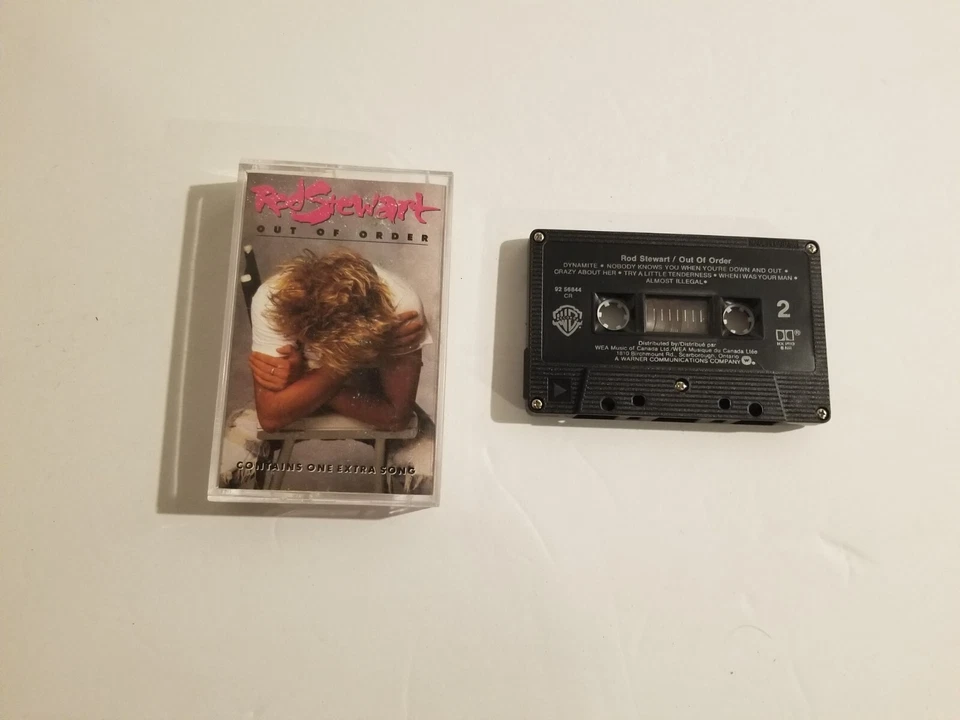 Rod Stewart
OUT OF ORDER
CONTAINS ONE EXTRA SONG
Rod Stewart / Out Of Order
DYNAMITE • NOBODY KNOWS YOU WHEN YOU'RE DOWN AND OUT •
CRAZY ABOUT HER • TRY A LITTLE TENDERNESS • WHEN I WAS YOUR MAN •
ALMOST ILLEGAL •
92 56844
CR
2
Distributed by/Distribué par
WEA Music of Canada Ltd./WEA Musique du Canada Ltée
1810 Birchmount Rd., Scarborough, Ontario
A WARNER COMMUNICATIONS COMPANY